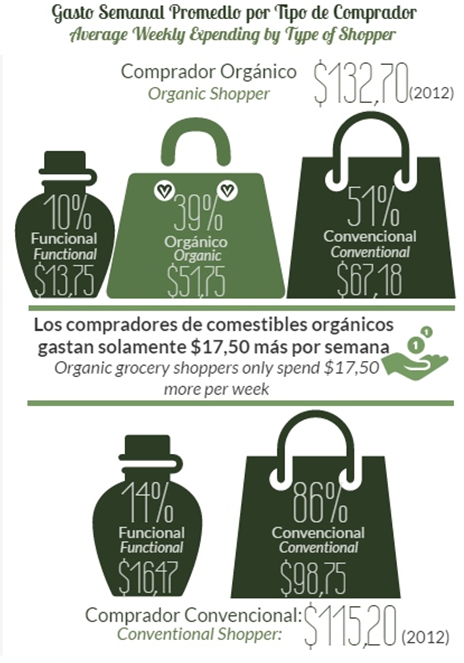 Gasto Semanal Promedio por Tipo de Comprador
Average Weekly Expending by Type of Shopper
Comprador Orgánico $132,70 (2012)
Organic Shopper
10%
Funcional
Functional
$13,75
39%
Orgánico
Organic
$51,75
51%
Convencional
Conventional
$67,18
Los compradores de comestibles orgánicos
gastan solamente $17,50 más por semana
Organic grocery shoppers only spend $17,50
more per week
1
1
14%
Funcional
Functional
$16,47
86%
Convencional
Conventional
$98,75
Comprador Convencional: $115,20 (2012)
Conventional Shopper: